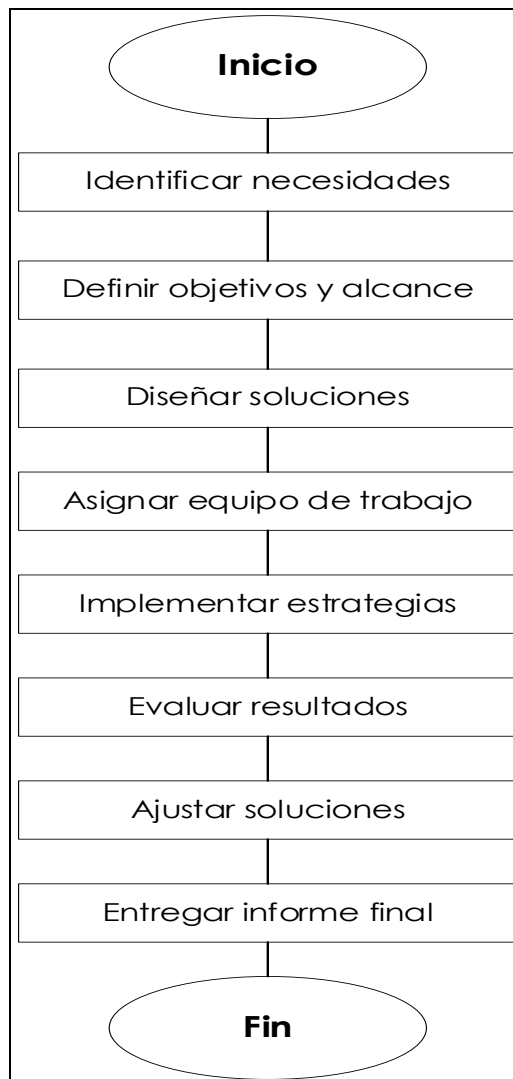 Inicio
Identificar necesidades
Definir objetivos y alcance
Diseñar soluciones
Asignar equipo de trabajo
Implementar estrategias
Evaluar resultados
Ajustar soluciones
Entregar informe final
Fin